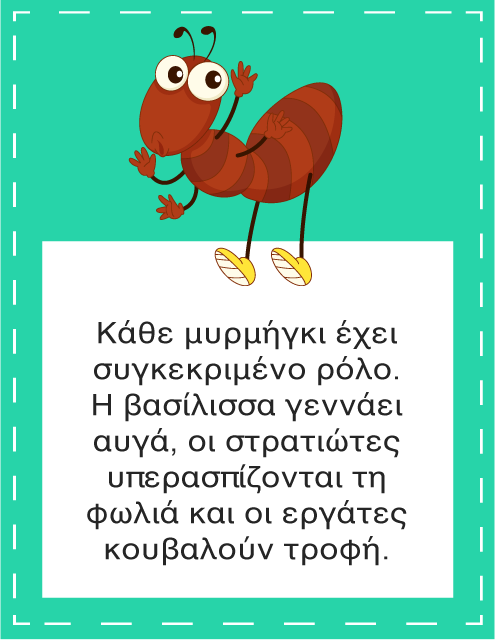 Κάθε μυρμήγκι έχει
συγκεκριμένο ρόλο.
Η βασίλισσα γεννάει
αυγά, οι στρατιώτες
υπερασπίζονται τη
φωλιά και οι εργάτες
κουβαλούν τροφή.